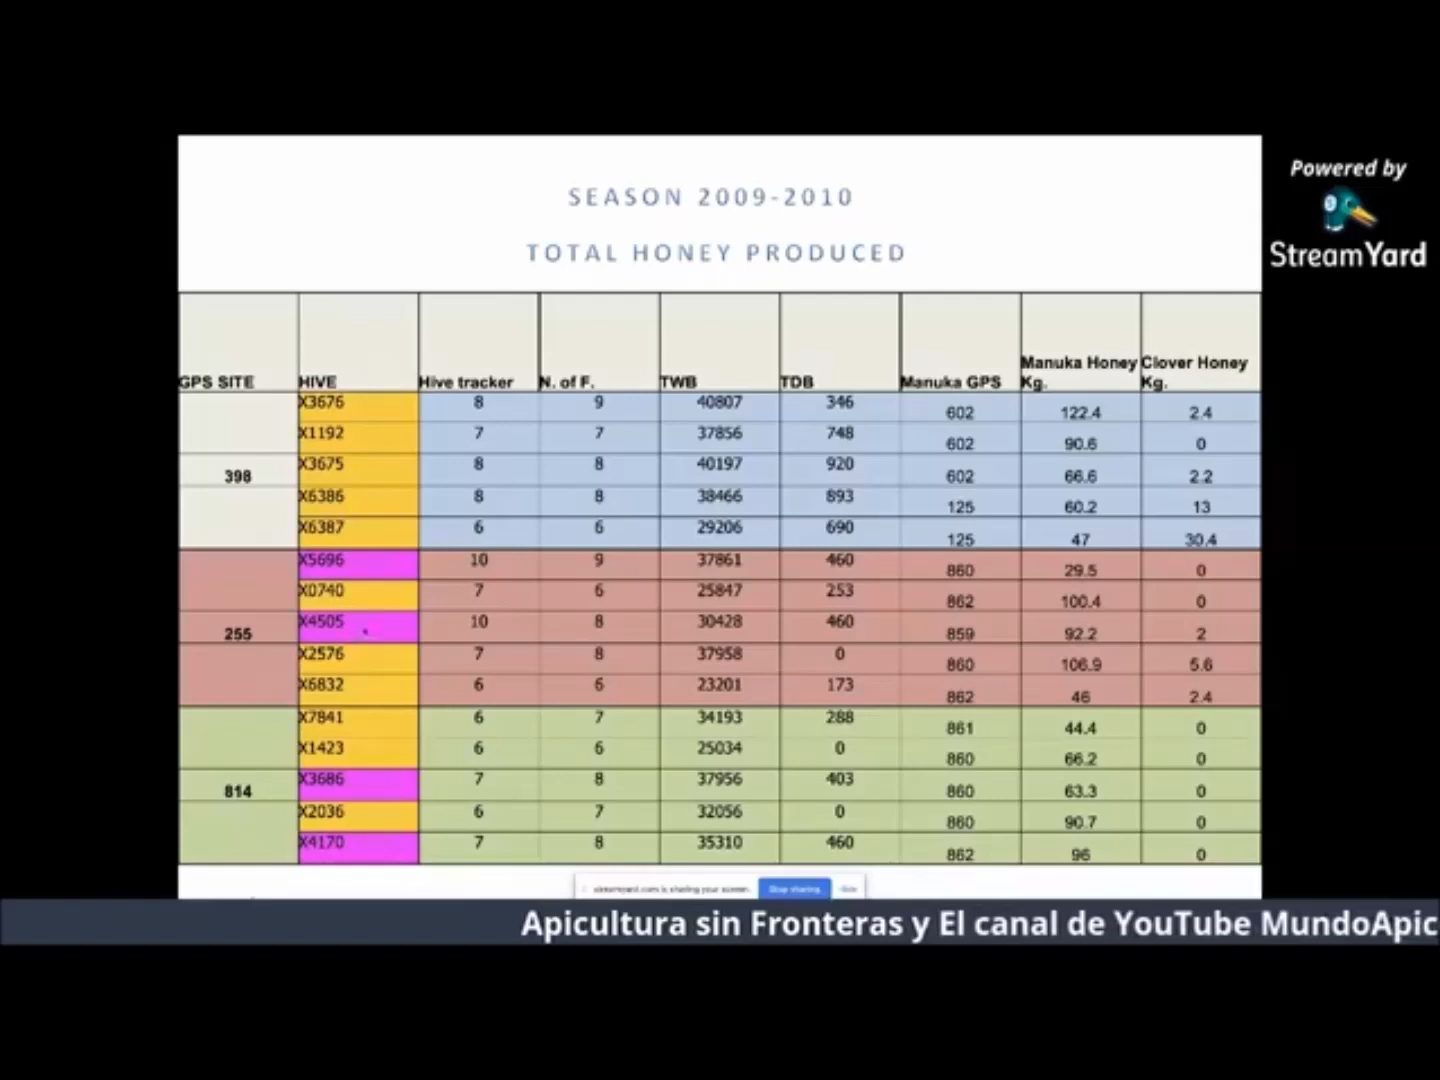 SEASON 2009-2010
TOTAL HONEY PRODUCED
Powered by
StreamYard
GPS SITE HIVE Hive tracker N. of F. TWB TDB Manuka GPS Manuka Honey Kg. Clover Honey Kg.
X3676 8 9 40807 346 602 122.4 2.4
X1192 7 7 37856 748 602 90.6 0
398 X3675 8 8 40197 920 602 66.6 2.2
X6386 8 8 38466 893 125 60.2 13
X6387 6 6 29206 690 125 47 30.4
X5696 10 9 37861 460 860 29.5 0
X0740 7 6 25847 253 862 100.4 0
255 X4505 10 8 30428 460 859 92.2 2
X2576 7 8 37958 0 860 106.9 5.6
X6832 6 6 23201 173 862 46 2.4
X7841 6 7 34193 288 861 44.4 0
X1423 6 6 25034 0 860 66.2 0
814 X3686 7 8 37956 403 860 63.3 0
X2036 6 7 32056 0 860 90.7 0
X4170 7 8 35310 460 862 96 0
streamyard.com is sharing your screen. Stop sharing Hide
Apicultura sin Fronteras y El canal de YouTube MundoApic